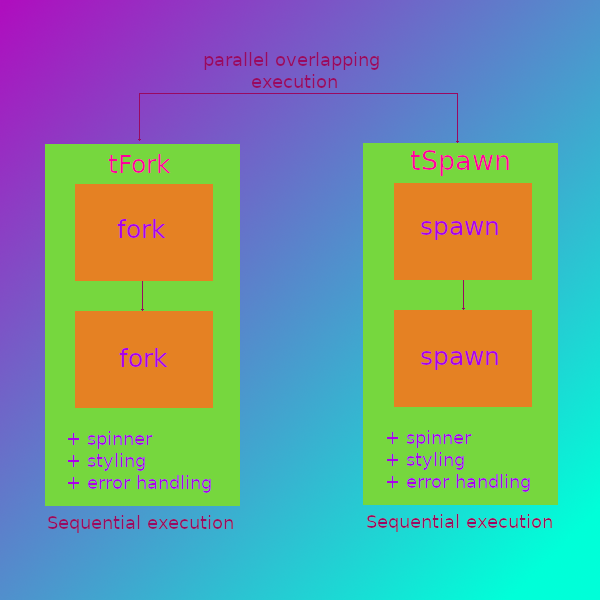 parallel overlapping
execution
tFork
fork
fork
+ spinner
+ styling
+ error handling
Sequential execution
tSpawn
spawn
spawn
+ spinner
+ styling
+ error handling
Sequential execution